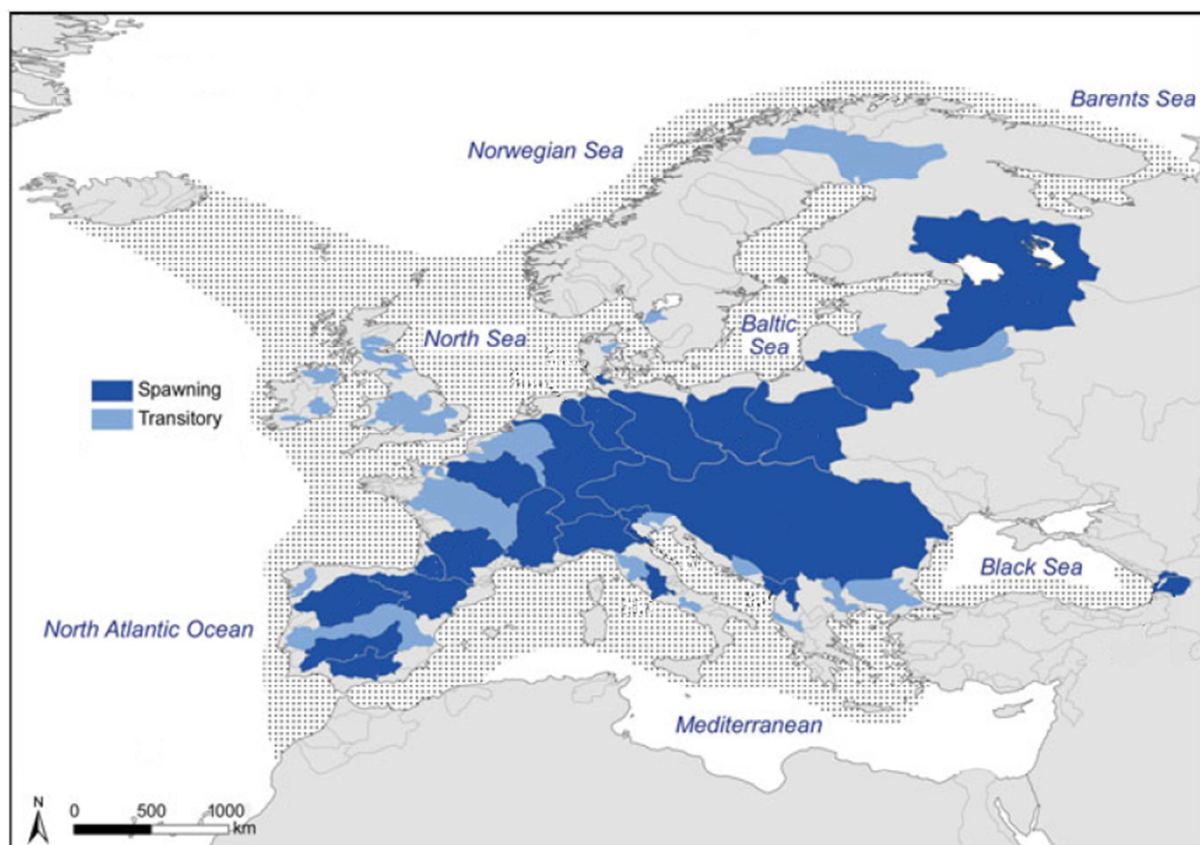 Barents Sea
Norwegian Sea
North Sea
Baltic
Sea
Spawning
Transitory
Black Sea
North Atlantic Ocean
Mediterranean
N
0 500 1000
km